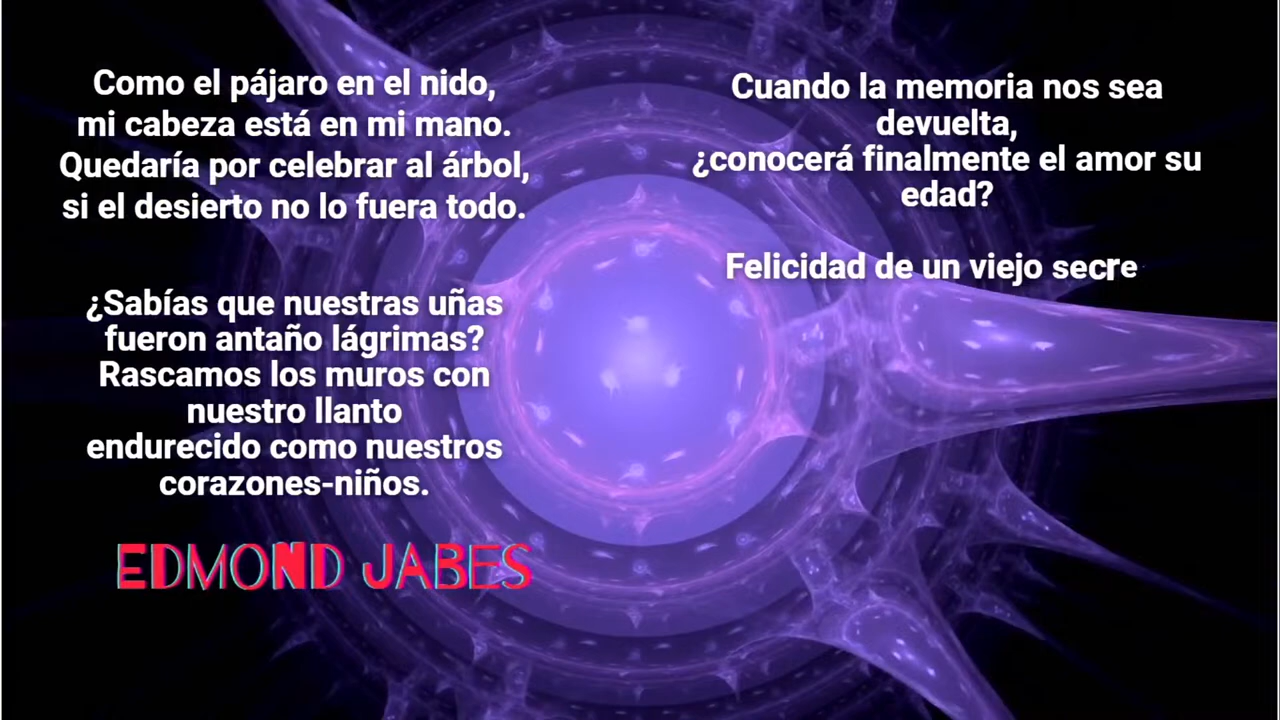 Como el pájaro en el nido,
mi cabeza está en mi mano.
Quedaría por celebrar al árbol,
si el desierto no lo fuera todo.
¿Sabías que nuestras uñas
fueron antaño lágrimas?
Rascamos los muros con
nuestro llanto
endurecido como nuestros
corazones-niños.
EDMOND JABES
Cuando la memoria nos sea
devuelta,
¿conocerá finalmente el amor su
edad?
Felicidad de un viejo secre